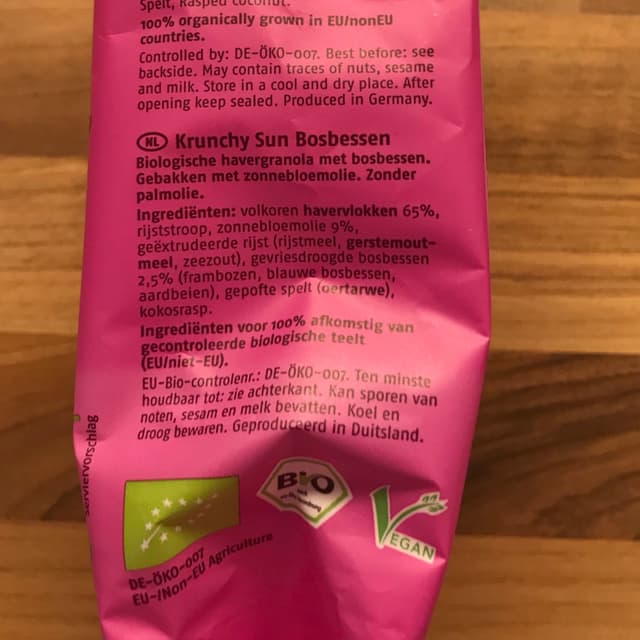 Spelt, Rasped coconut.
100% organically grown in EU/nonEU
countries.
Controlled by: DE-ÖKO-007. Best before: see
backside. May contain traces of nuts, sesame
and milk. Store in a cool and dry place. After
opening keep sealed. Produced in Germany.
NL Krunchy Sun Bosbessen
Biologische havergranola met bosbessen.
Gebakken met zonnebloemolie. Zonder
palmolie.
Ingrediënten: volkoren havervlokken 65%,
rijststroop, zonnebloemolie 9%,
geëxtrudeerde rijst (rijstmeel, gerstemout-
meel, zeezout), gevriesdroogde bosbessen
2,5% (frambozen, blauwe bosbessen,
aardbeien), gepofte spelt (oertarwe),
kokosrasp.
Ingrediënten voor 100% afkomstig van
gecontroleerde biologische teelt
(EU/niet-EU).
EU-Bio-controlenr.: DE-ÖKO-007. Ten minste
houdbaar tot: zie achterkant. Kan sporen van
noten, sesam en melk bevatten. Koel en
droog bewaren. Geproduceerd in Duitsland.
Serviervorschlag
Bio
VEGAN
DE-ÖKO-007
EU-/Non-EU Agriculture